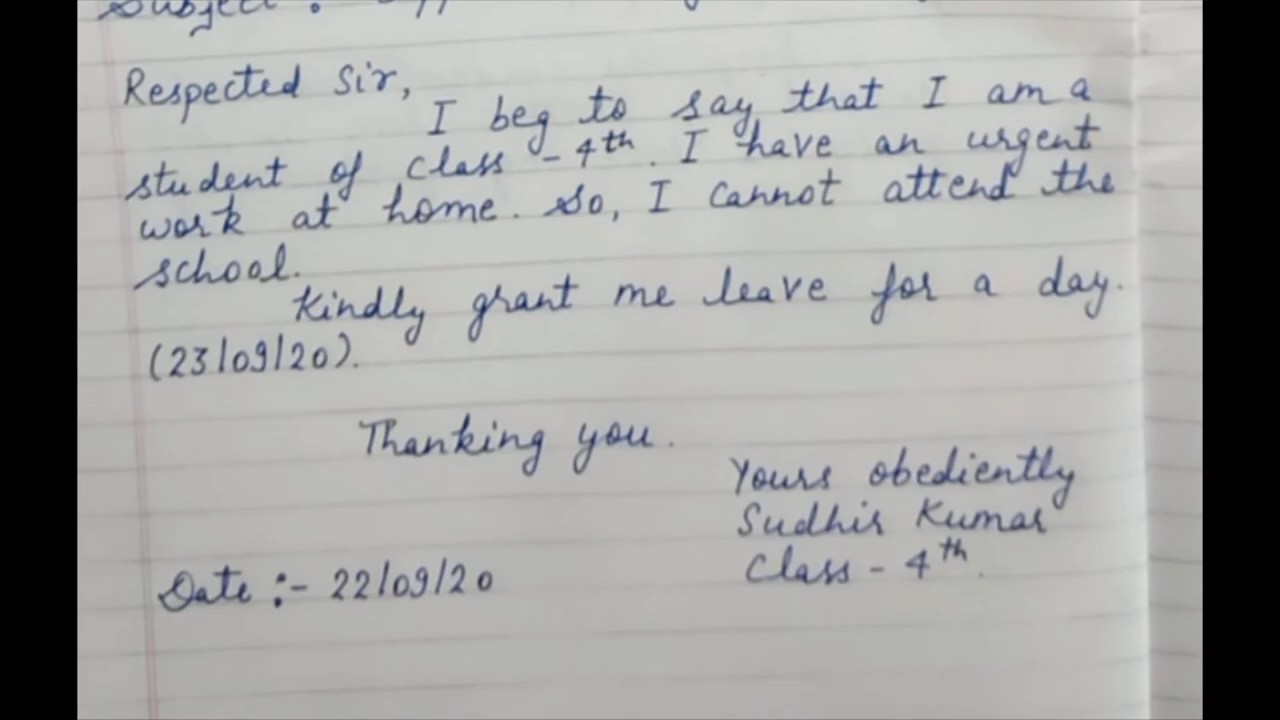 Subject :
Respected Sir,
I beg to say that I am a
student of class - 4th. I have an urgent
work at home. So, I cannot attend the
school.
Kindly grant me leave for a day.
(23/09/20).
Thanking you.
Yours obediently
Sudhir Kumar
Class - 4th.
Date :- 22/09/20